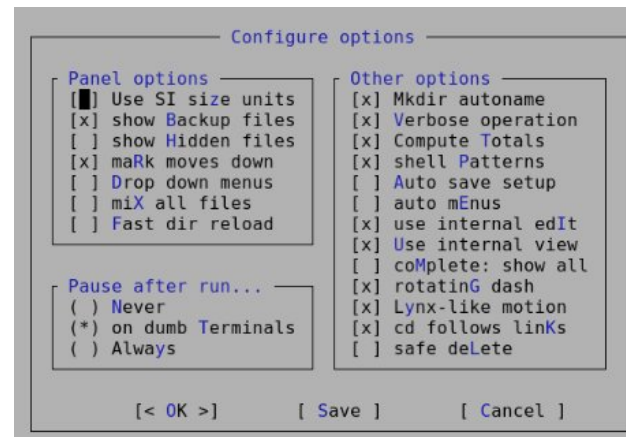 Configure options
Panel options
[ ] Use SI size units
[x] show Backup files
[ ] show Hidden files
[x] maRk moves down
[ ] Drop down menus
[ ] miX all files
[ ] Fast dir reload
Pause after run...
( ) Never
(*) on dumb Terminals
( ) Always
Other options
[x] Mkdir autoname
[x] Verbose operation
[x] Compute Totals
[x] shell Patterns
[ ] Auto save setup
[ ] auto mEnus
[x] use internal edIt
[x] Use internal view
[ ] coMplete: show all
[x] rotatinG dash
[x] Lynx-like motion
[x] cd follows linKs
[ ] safe deLete
[< OK >] [ Save ] [ Cancel ]